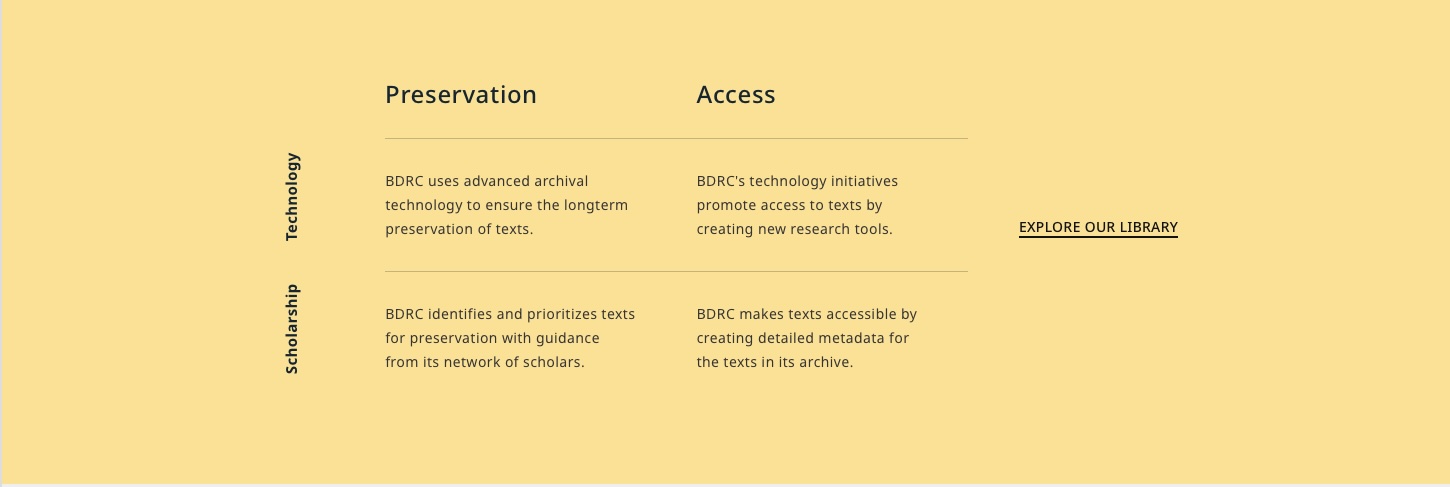 Preservation
Access
Technology
BDRC uses advanced archival
technology to ensure the longterm
preservation of texts.
BDRC's technology initiatives
promote access to texts by
creating new research tools.
EXPLORE OUR LIBRARY
Scholarship
BDRC identifies and prioritizes texts
for preservation with guidance
from its network of scholars.
BDRC makes texts accessible by
creating detailed metadata for
the texts in its archive.